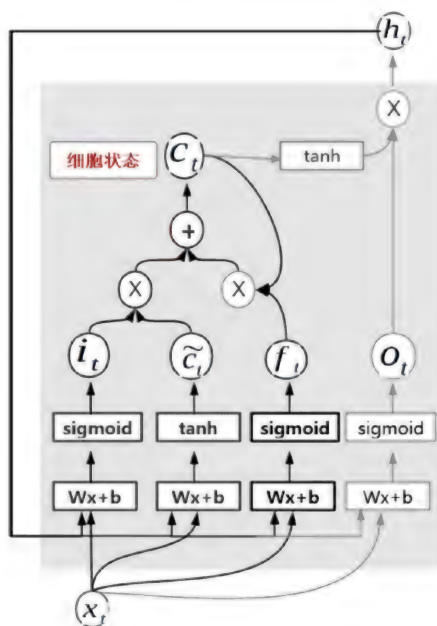 h_t
X
细胞状态
C_t
tanh
+
X
X
i_t
C̃_t
f_t
O_t
sigmoid
tanh
sigmoid
sigmoid
Wx+b
Wx+b
Wx+b
Wx+b
x_t